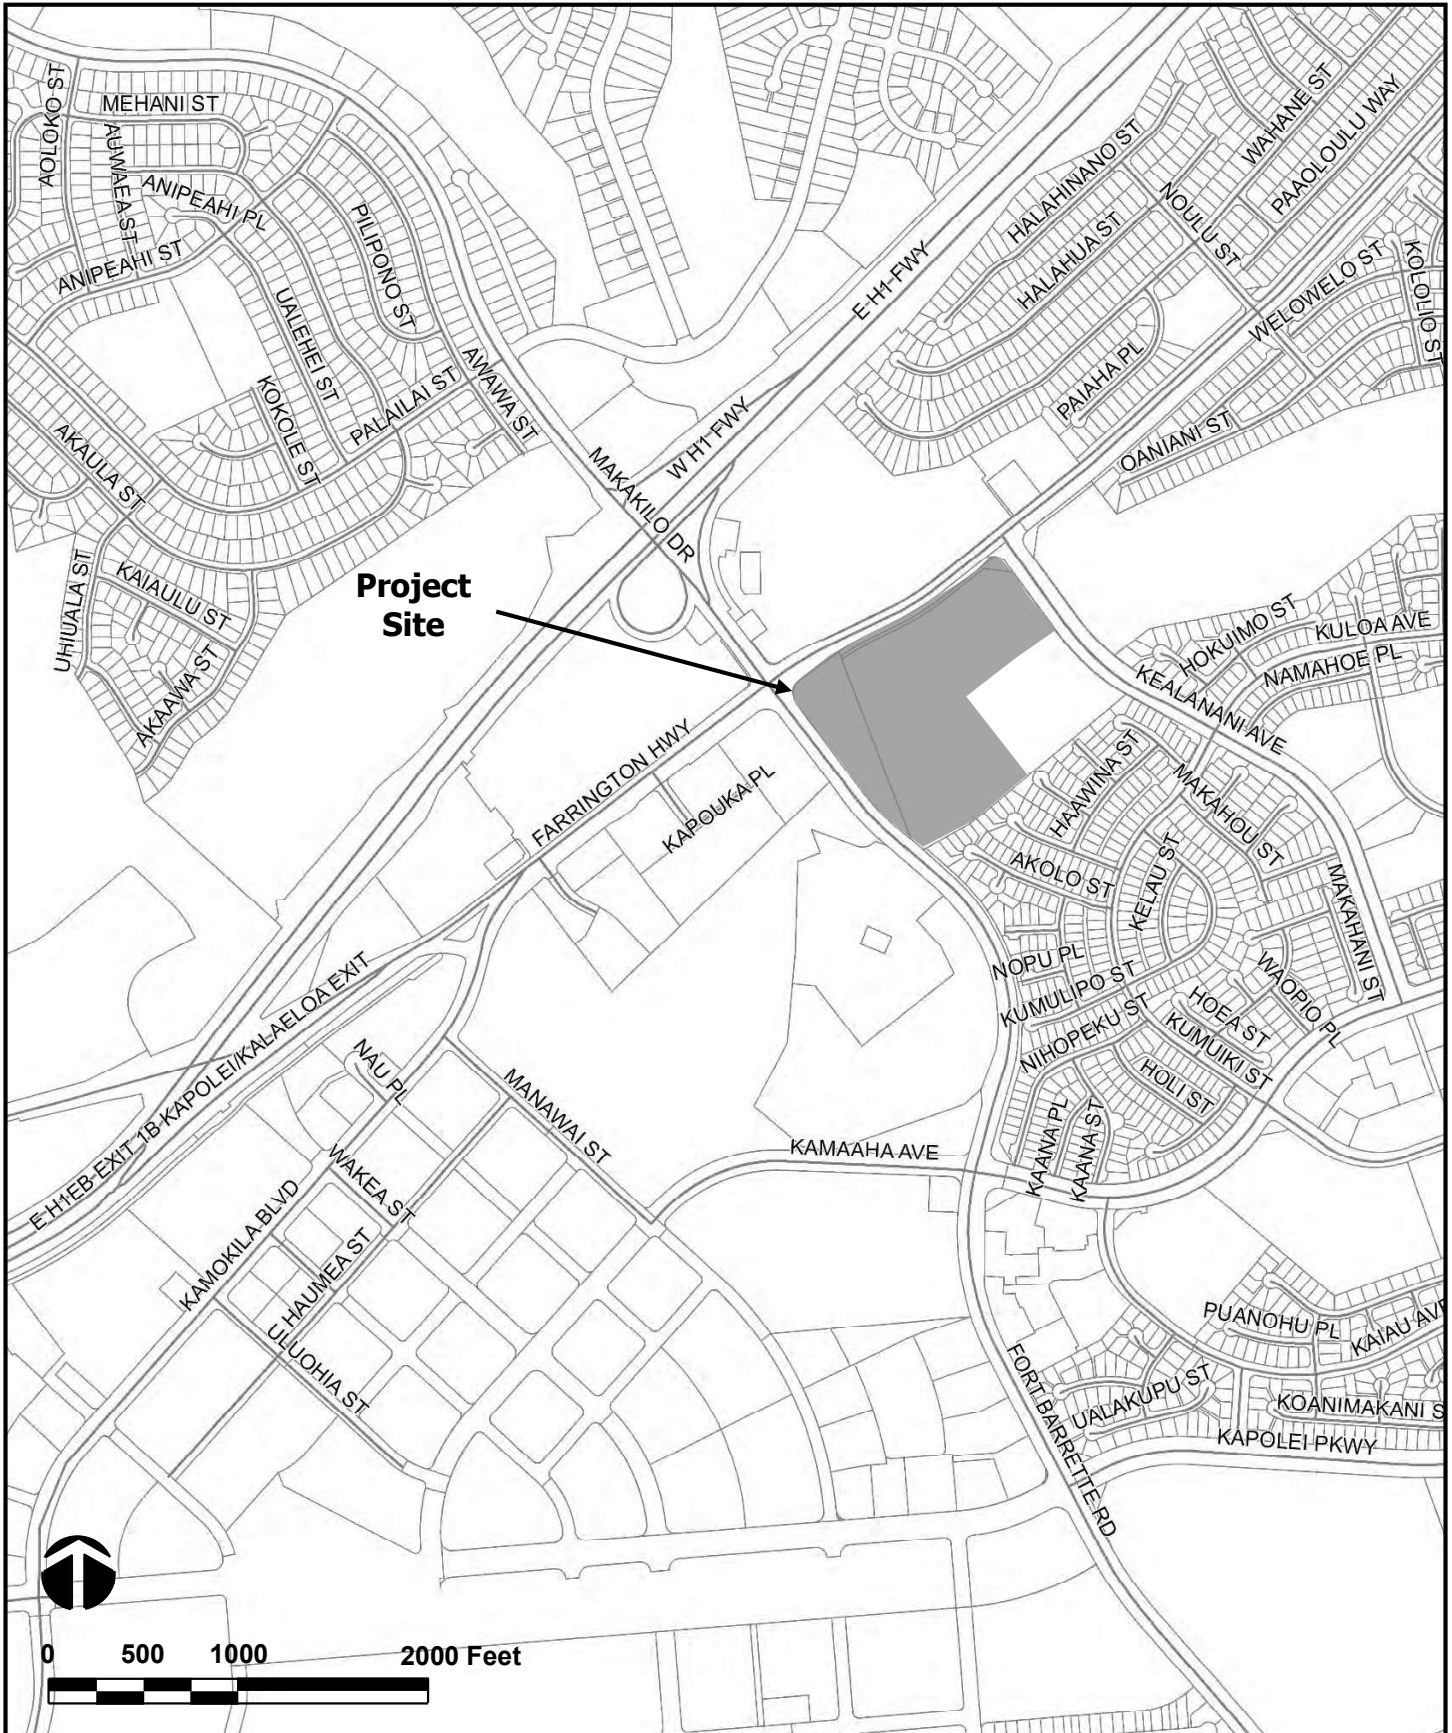 AOLOKO ST
MEHANI ST
AUWAEA ST
ANIPEAHI PL
ANIPEAHI ST
PILIPONO ST
UALEHEI ST
KOKOLE ST
PALAILAI ST
AWAWA ST
AKAULA ST
UHIUALA ST
KAIAULU ST
AKAAWA ST
MAKAKILO DR
W H1 FWY
E H1 FWY
HALAHINANO ST
HALAHUA ST
WAHANE ST
PAAOLOULU WAY
NOULU ST
WELOWELO ST
KOLOLIO ST
PAIAHA PL
OANIANI ST
Project
Site
HOKUIMO ST
KULOA AVE
NAMAHOE PL
KEALANANI AVE
FARRINGTON HWY
KAPOUKA PL
HAAWINA ST
MAKAHOU ST
AKOLO ST
KELAU ST
MAKAHANI ST
NOPU PL
KUMULIPO ST
NIHOPEKU ST
WAOPIO PL
HOEA ST
KUMUIKI ST
HOLI ST
KAANA PL
KAANA ST
E H1EB EXIT 1B KAPOLEI/KALAELOA EXIT
NAU PL
MANAWAI ST
KAMAAHA AVE
WAKEA ST
KAMOKILA BLVD
HAUMEA ST
ULUOHIA ST
PUANOHU PL
KAIAU AVE
UALAKUPU ST
KOANIMAKANI S
KAPOLEI PKWY
FORT BARRETTE RD
0 500 1000 2000 Feet